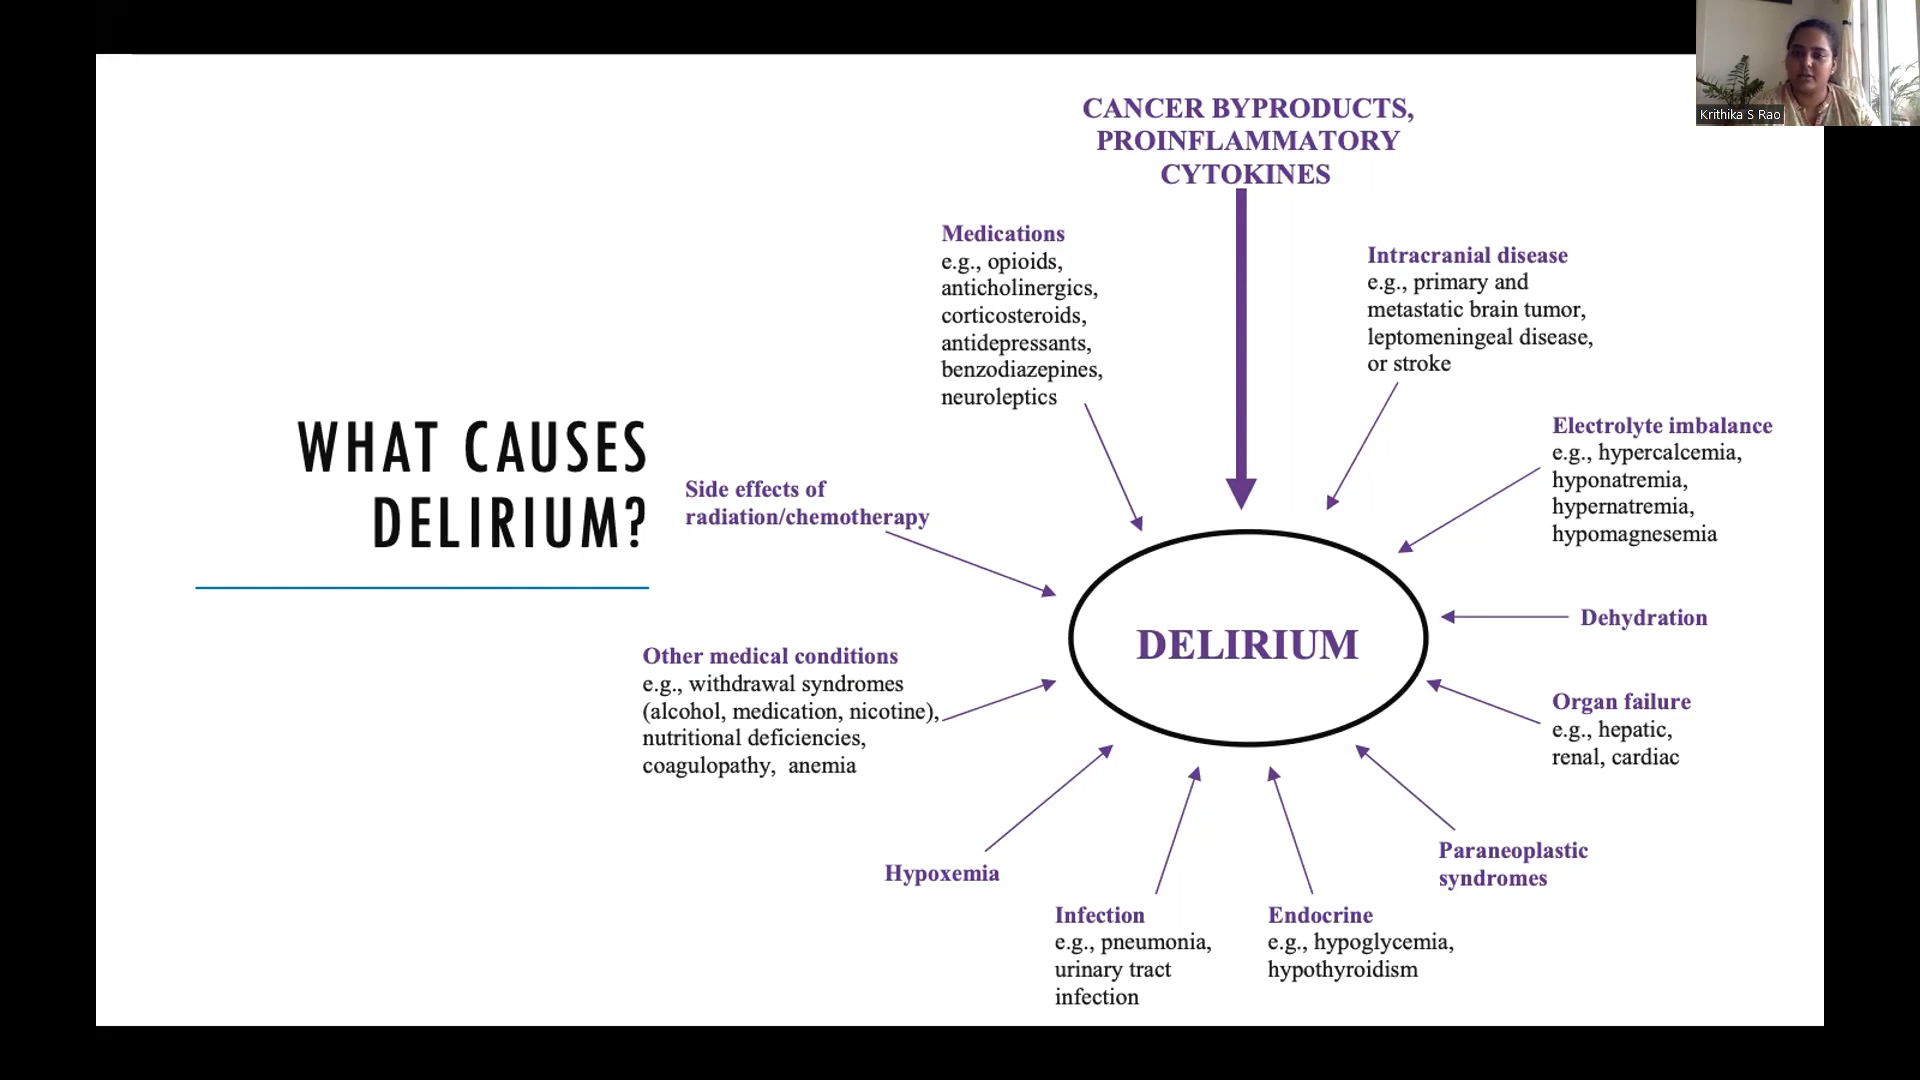 Krithika S Rao
WHAT CAUSES
DELIRIUM?
CANCER BYPRODUCTS,
PROINFLAMMATORY
CYTOKINES
Medications
e.g., opioids,
anticholinergics,
corticosteroids,
antidepressants,
benzodiazepines,
neuroleptics
Intracranial disease
e.g., primary and
metastatic brain tumor,
leptomeningeal disease,
or stroke
Electrolyte imbalance
e.g., hypercalcemia,
hyponatremia,
hypernatremia,
hypomagnesemia
Side effects of
radiation/chemotherapy
DELIRIUM
Dehydration
Other medical conditions
e.g., withdrawal syndromes
(alcohol, medication, nicotine),
nutritional deficiencies,
coagulopathy, anemia
Organ failure
e.g., hepatic,
renal, cardiac
Hypoxemia
Paraneoplastic
syndromes
Infection
e.g., pneumonia,
urinary tract
infection
Endocrine
e.g., hypoglycemia,
hypothyroidism